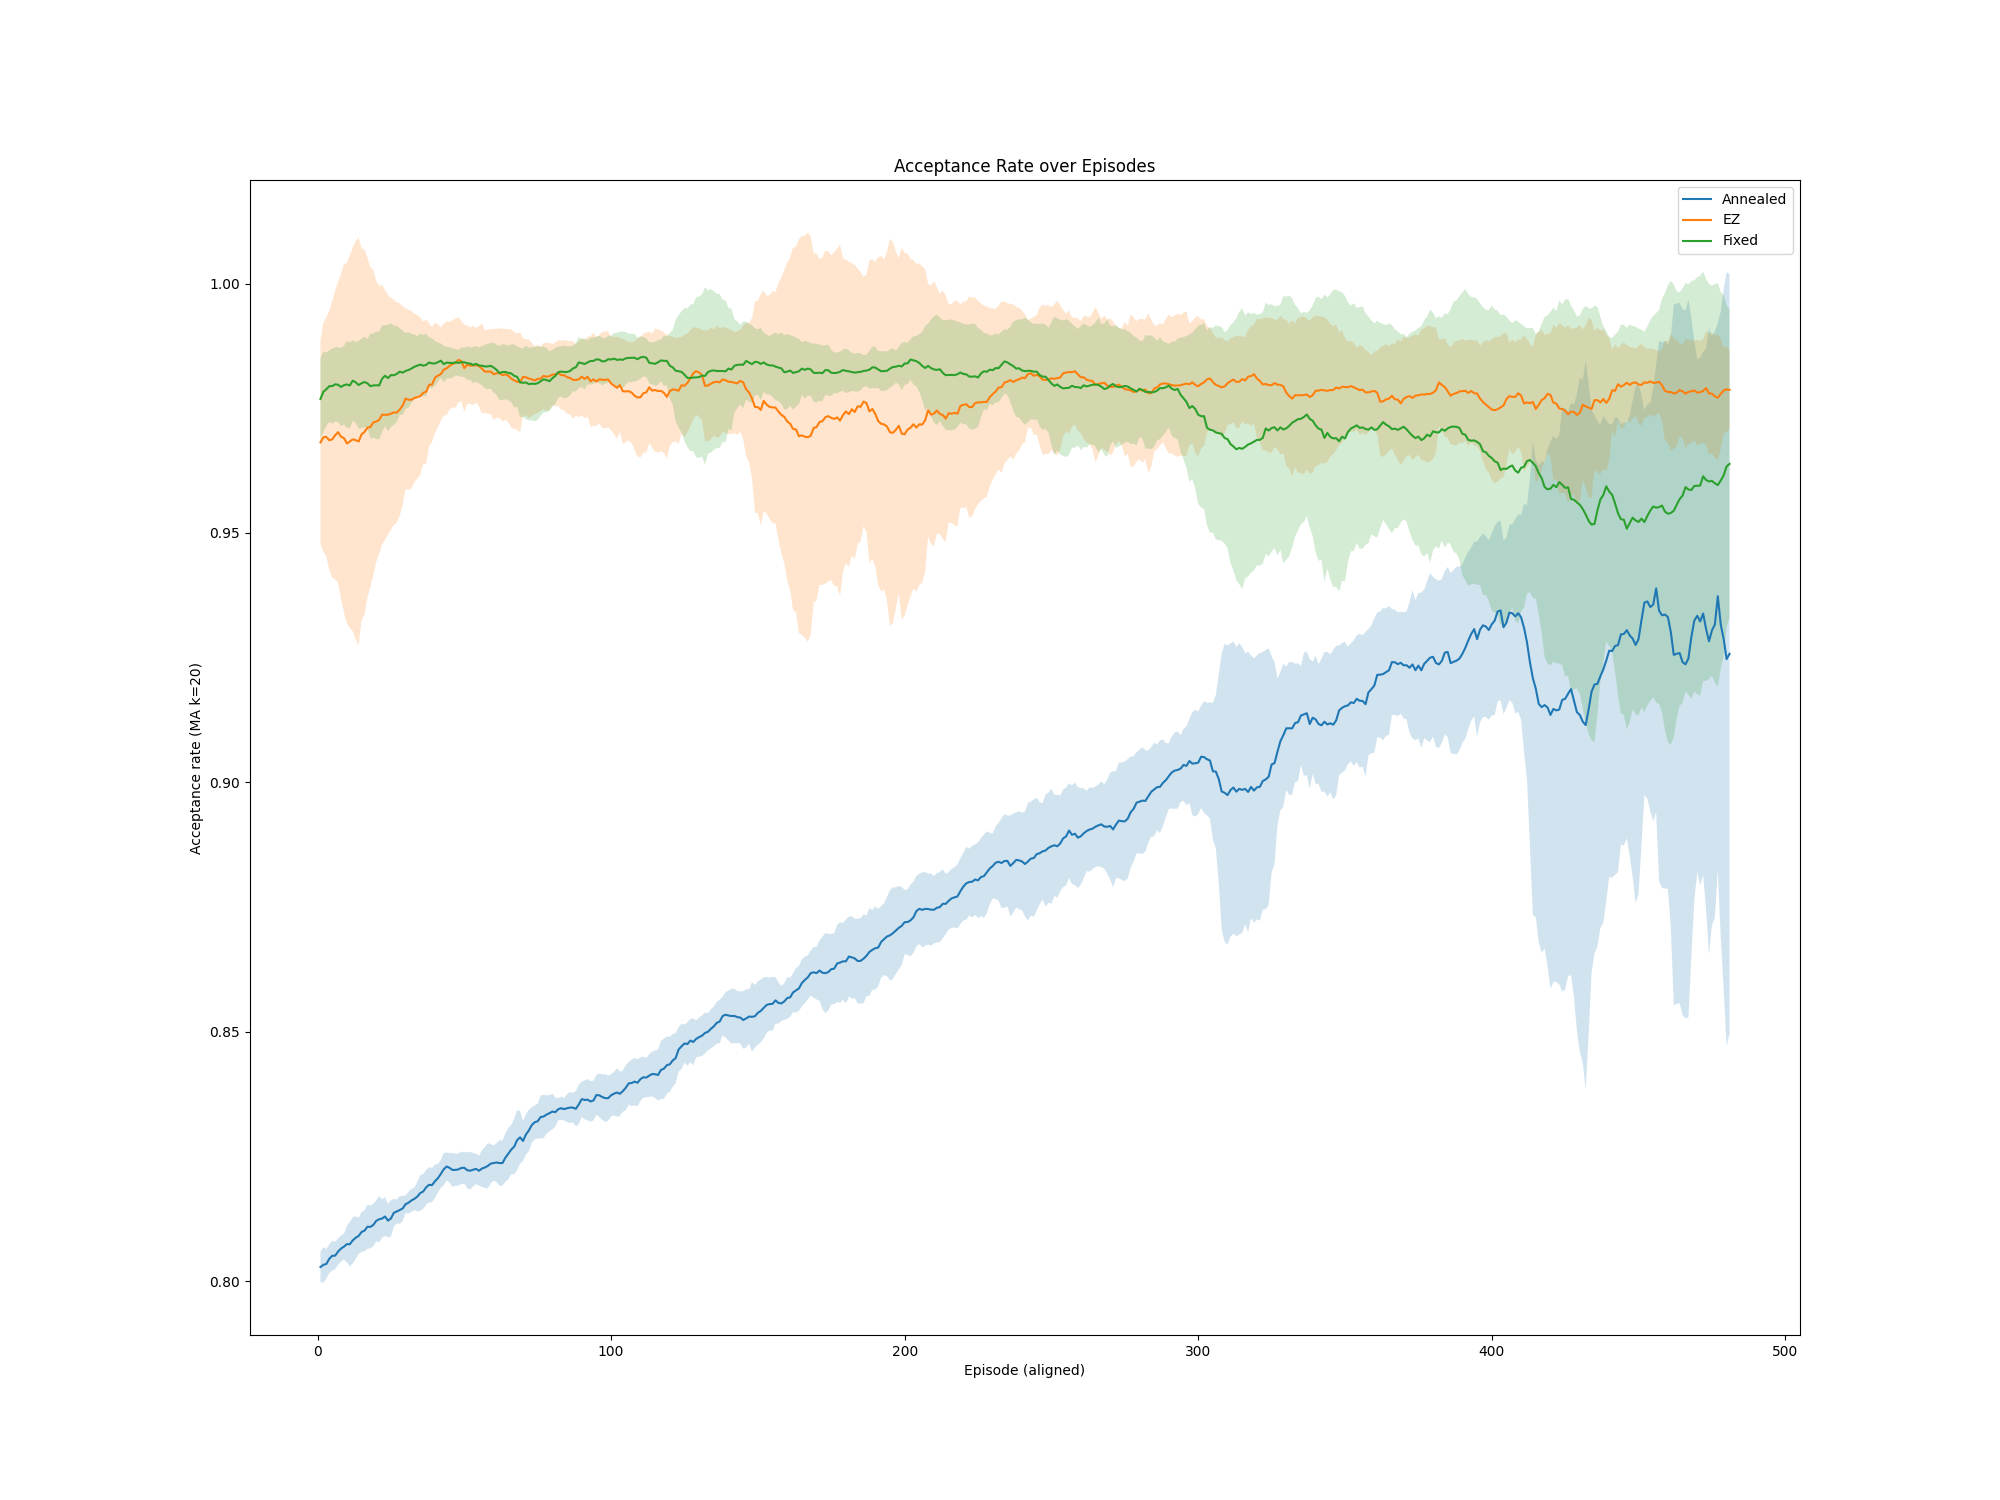 Acceptance Rate over Episodes
Annealed
EZ
Fixed
1.00
0.95
0.90
0.85
0.80
Acceptance rate (MA k=20)
0 100 200 300 400 500
Episode (aligned)